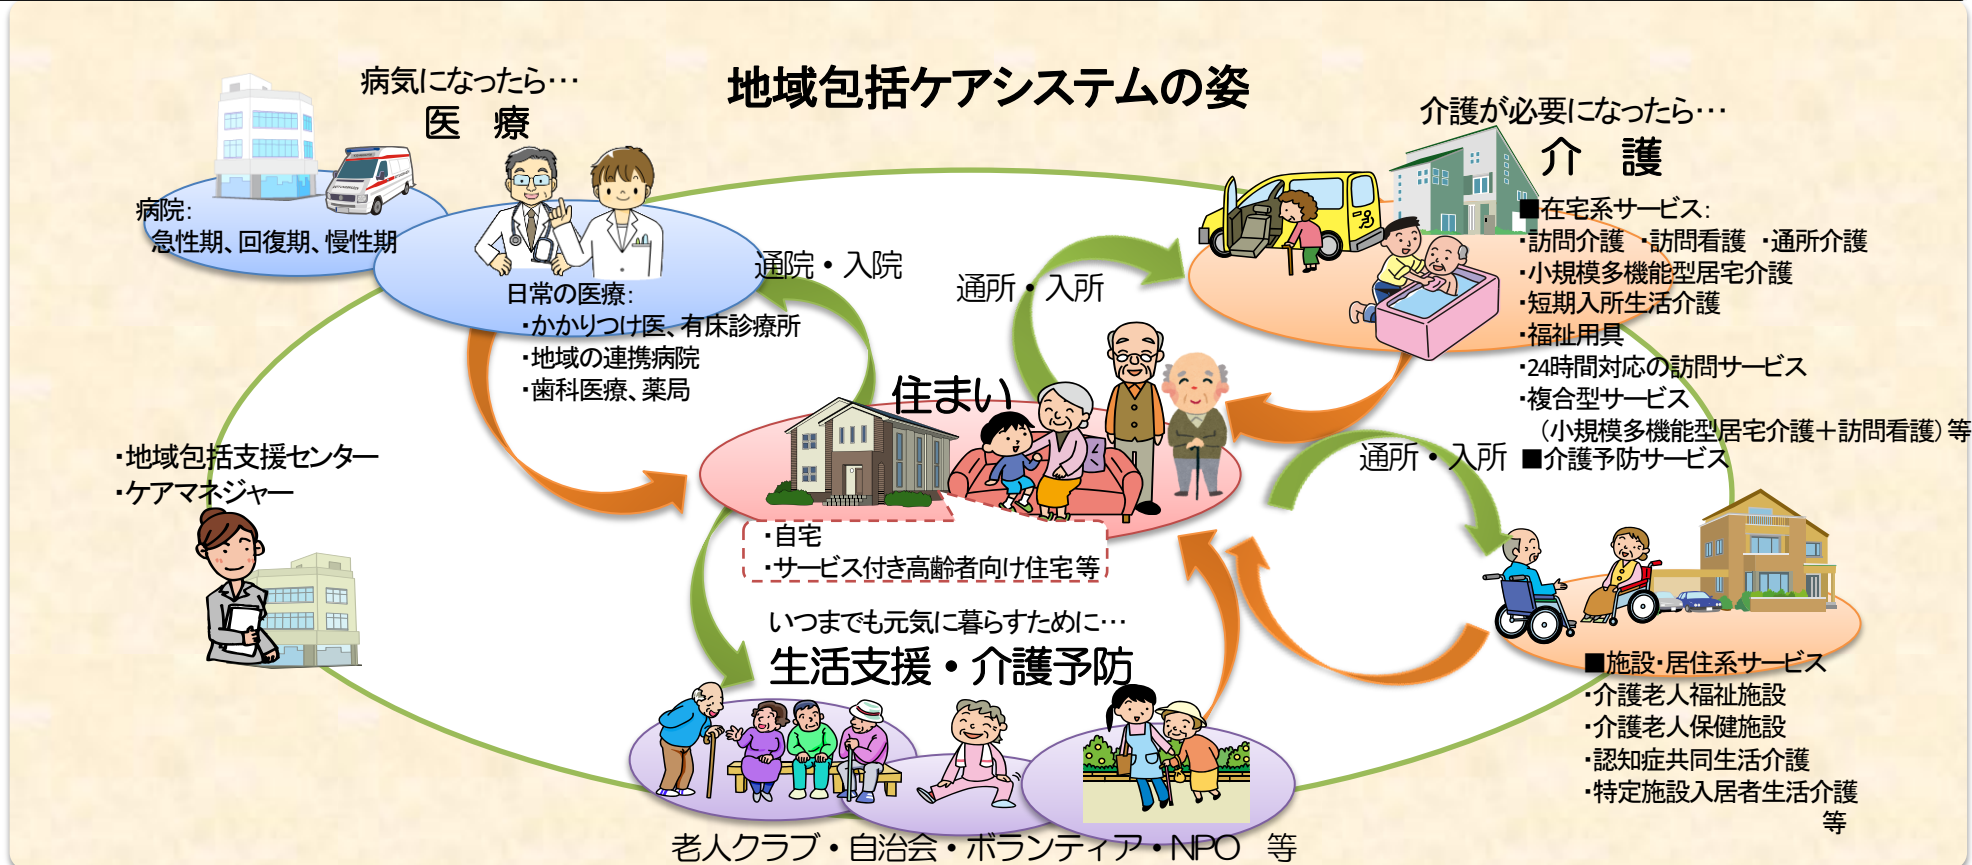 地域包括ケアシステムの姿
病気になったら…
医 療
病院:
急性期、回復期、慢性期
日常の医療:
・かかりつけ医、有床診療所
・地域の連携病院
・歯科医療、薬局
通院・入院
通所・入所
介護が必要になったら…
介 護
■在宅系サービス:
・訪問介護 ・訪問看護 ・通所介護
・小規模多機能型居宅介護
・短期入所生活介護
・福祉用具
・24時間対応の訪問サービス
・複合型サービス
（小規模多機能型居宅介護＋訪問看護）等
■介護予防サービス
通所・入所
住まい
・自宅
・サービス付き高齢者向け住宅等
・地域包括支援センター
・ケアマネジャー
いつまでも元気に暮らすために…
生活支援・介護予防
老人クラブ・自治会・ボランティア・NPO 等
■施設・居住系サービス
・介護老人福祉施設
・介護老人保健施設
・認知症共同生活介護
・特定施設入居者生活介護
等